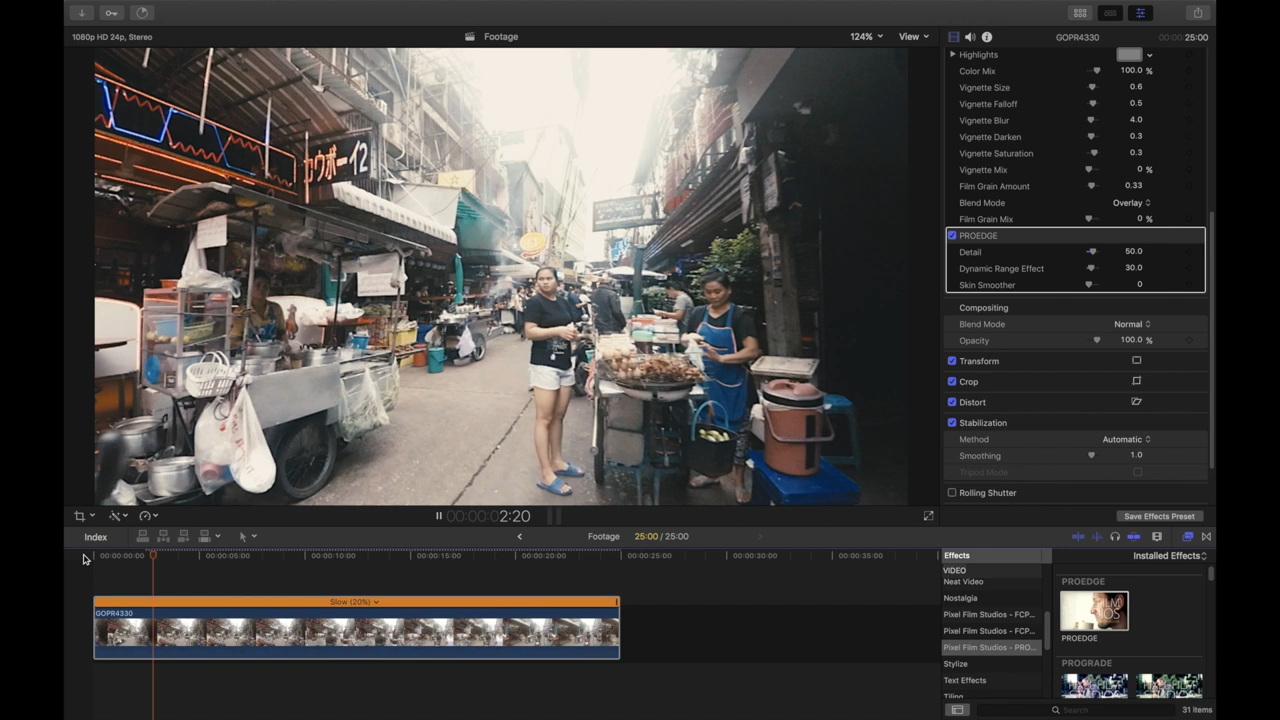 1080p HD 24p, Stereo
Footage
124%
View
GOPR4330
00:00:25:00
Highlights
Color Mix 100.0 %
Vignette Size 0.6
Vignette Falloff 0.5
Vignette Blur 4.0
Vignette Darken 0.3
Vignette Saturation 0.3
Vignette Mix 0 %
Film Grain Amount 0.33
Blend Mode Overlay
Film Grain Mix 0 %
PROEDGE
Detail 50.0
Dynamic Range Effect 30.0
Skin Smoother 0
Compositing
Blend Mode Normal
Opacity 100.0 %
Transform
Crop
Distort
Stabilization
Method Automatic
Smoothing 1.0
Tripod Mode
Rolling Shutter
Save Effects Preset
カウボーイ2
00:00:00:02:20
Index
Footage
25:00 / 25:00
00:00:00:00
00:00:05:00
00:00:10:00
00:00:15:00
00:00:20:00
00:00:25:00
00:00:30:00
00:00:35:00
Slow (20%)
GOPR4330
Effects
Installed Effects
VIDEO
Neat Video
Nostalgia
Pixel Film Studios - FCP...
Pixel Film Studios - FCP...
Pixel Film Studios - PRO...
Stylize
Text Effects
Tiling
PROEDGE
PROEDGE
PROGRADE
Search
31 items